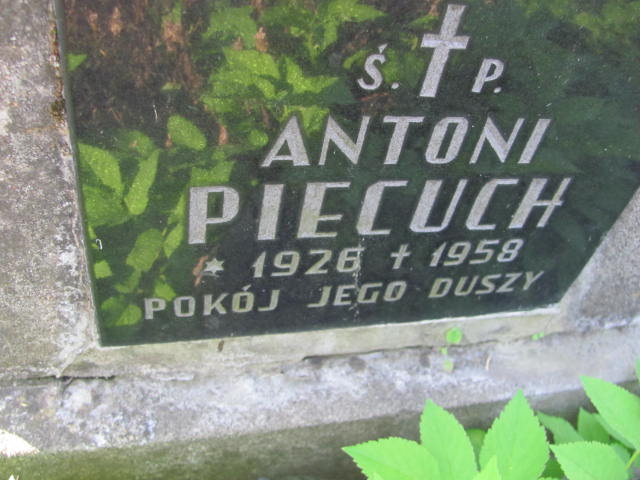 Ś. † P.
ANTONI
PIECUCH
* 1926 † 1958
POKÓJ JEGO DUSZY